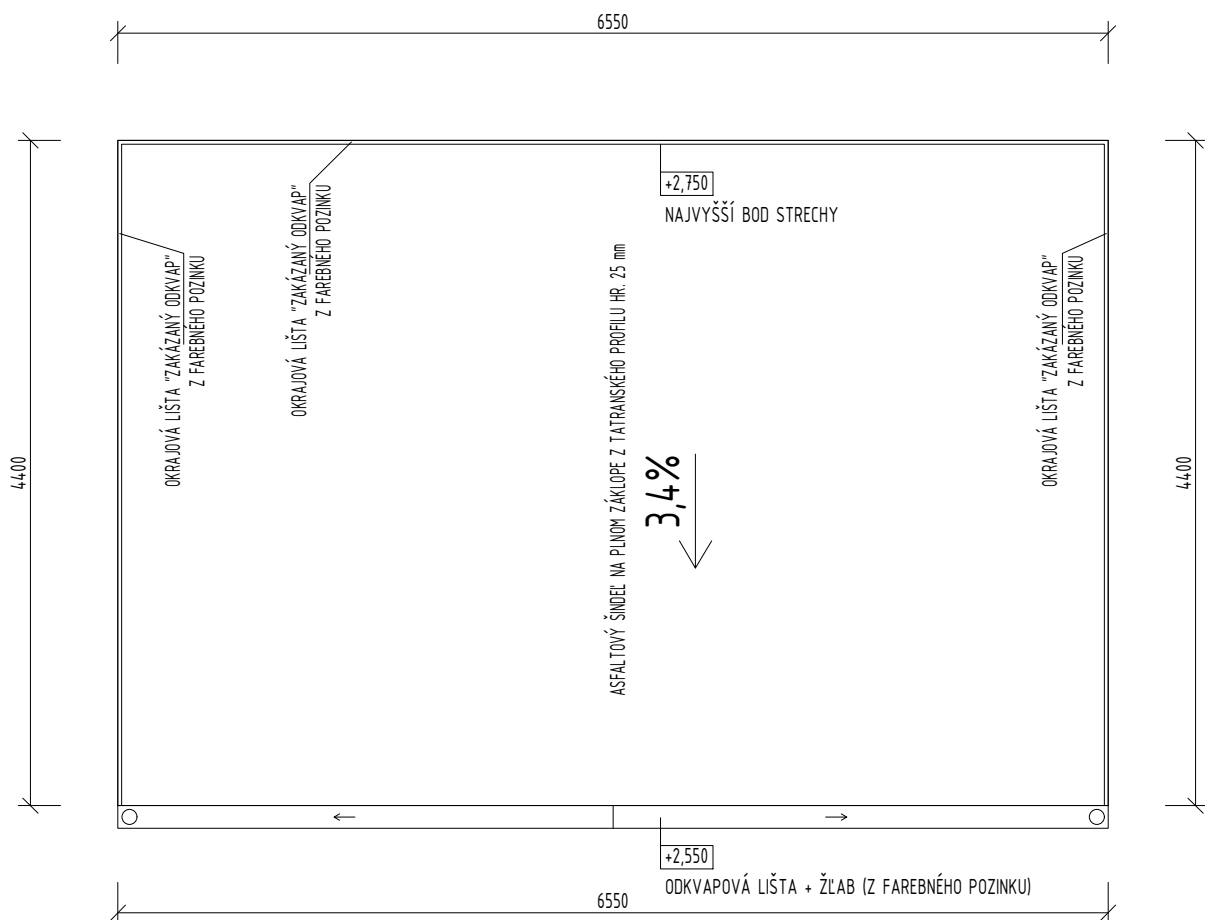 6550
+2,750
NAJVYŠŠÍ BOD STRECHY
OKRAJOVÁ LIŠTA "ZAKÁZANÝ ODKVAP"
Z FAREBNÉHO POZINKU
OKRAJOVÁ LIŠTA "ZAKÁZANÝ ODKVAP"
Z FAREBNÉHO POZINKU
OKRAJOVÁ LIŠTA "ZAKÁZANÝ ODKVAP"
Z FAREBNÉHO POZINKU
4400
ASFALTOVÝ ŠINDEĽ NA PLNOM ZÁKLOPE Z TATRANSKÉHO PROFILU HR. 25 mm
3,4%
4400
+2,550
ODKVAPOVÁ LIŠTA + ŽĽAB (Z FAREBNÉHO POZINKU)
6550